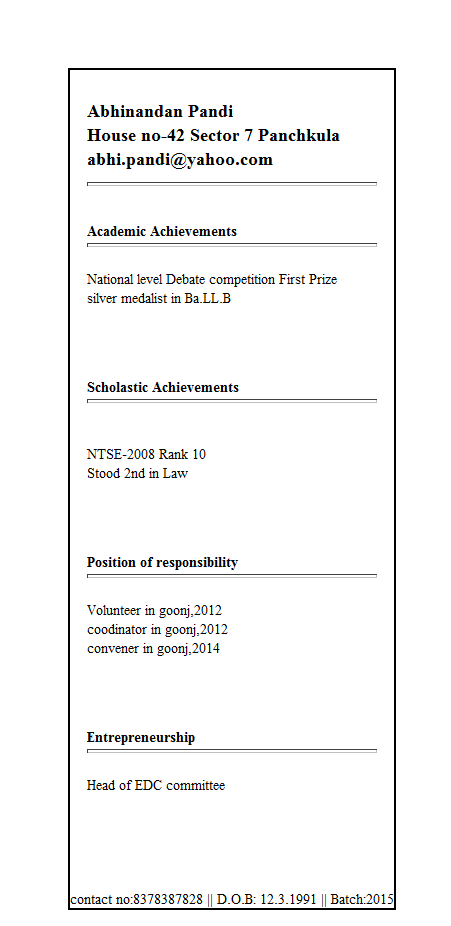 Abhinandan Pandi
House no-42 Sector 7 Panchkula
abhi.pandi@yahoo.com
Academic Achievements
National level Debate competition First Prize
silver medalist in Ba.LL.B
Scholastic Achievements
NTSE-2008 Rank 10
Stood 2nd in Law
Position of responsibility
Volunteer in goonj,2012
coodinator in goonj,2012
convener in goonj,2014
Entrepreneurship
Head of EDC committee
contact no:8378387828 || D.O.B: 12.3.1991 || Batch:2015